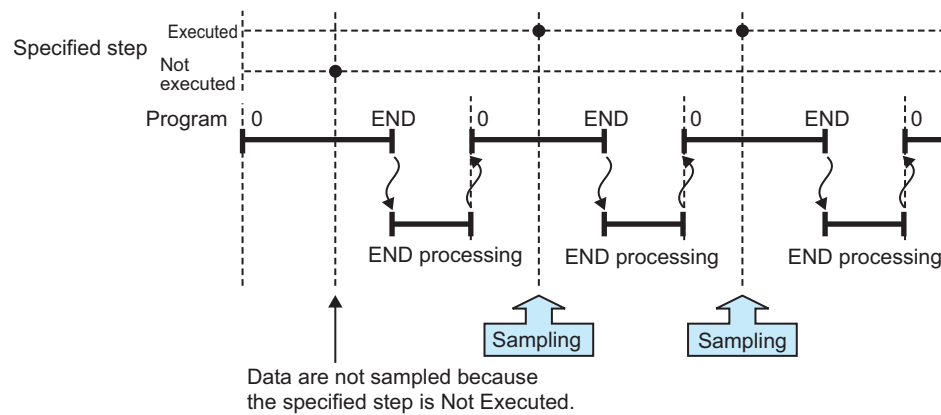 Specified step
Executed
Not
executed
Program 0 END 0 END 0 END 0
END processing END processing END processing
Sampling Sampling
Data are not sampled because
the specified step is Not Executed.